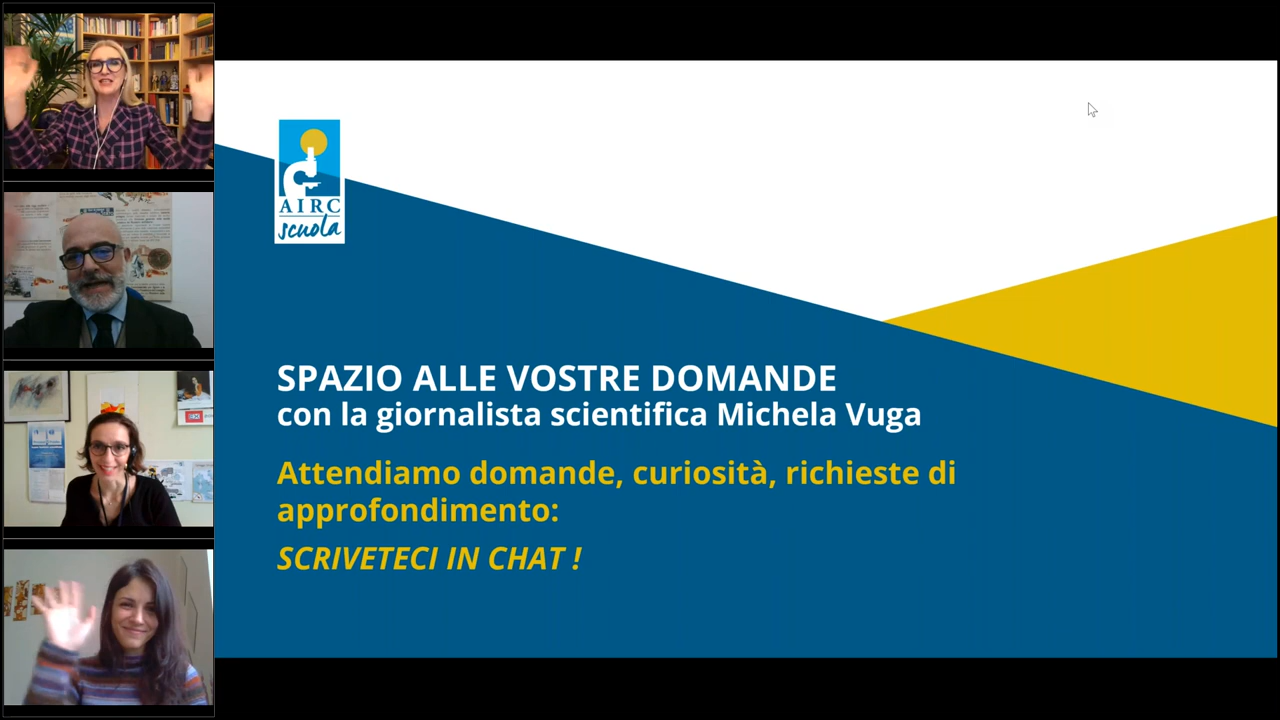 AIRC
scuola
SPAZIO ALLE VOSTRE DOMANDE
con la giornalista scientifica Michela Vuga
Attendiamo domande, curiosità, richieste di
approfondimento:
SCRIVETECI IN CHAT !